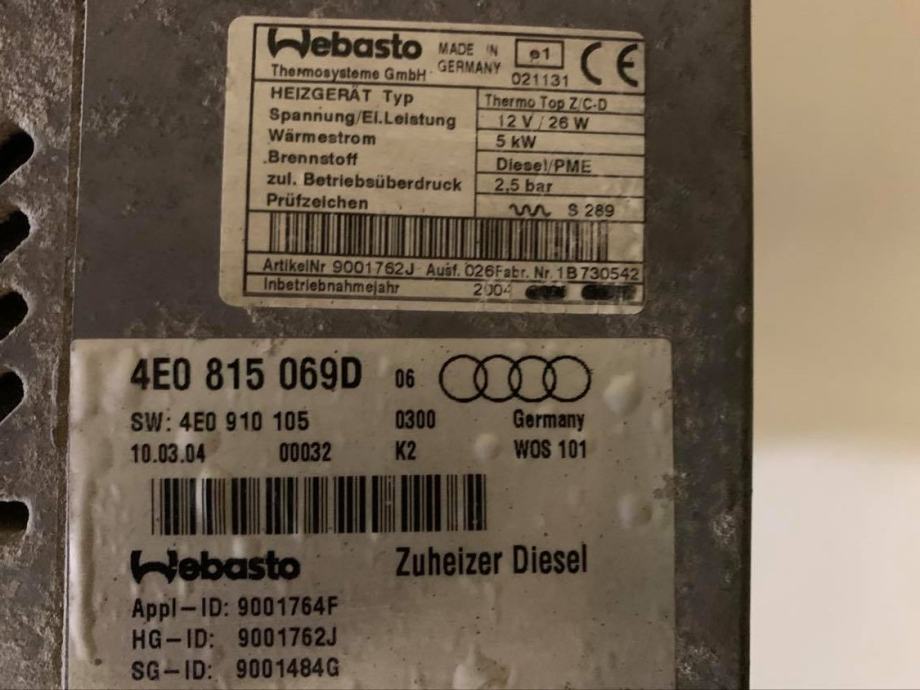 Webasto
Thermosysteme GmbH
MADE IN
GERMANY
e1
021131
CE
HEIZGERÄT Typ Thermo Top Z/C-D
Spannung/El.Leistung 12 V / 26 W
Wärmestrom 5 kW
Brennstoff Diesel/PME
zul. Betriebsüberdruck 2,5 bar
Prüfzeichen S 289
ArtikelNr 9001762J Ausf. 026 Fabr. Nr. 1B730542
Inbetriebnahmejahr 2004
4E0 815 069D 06
SW: 4E0 910 105 0300 Germany
10.03.04 00032 K2 WOS 101
Webasto Zuheizer Diesel
Appl-ID: 9001764F
HG-ID: 9001762J
SG-ID: 9001484G